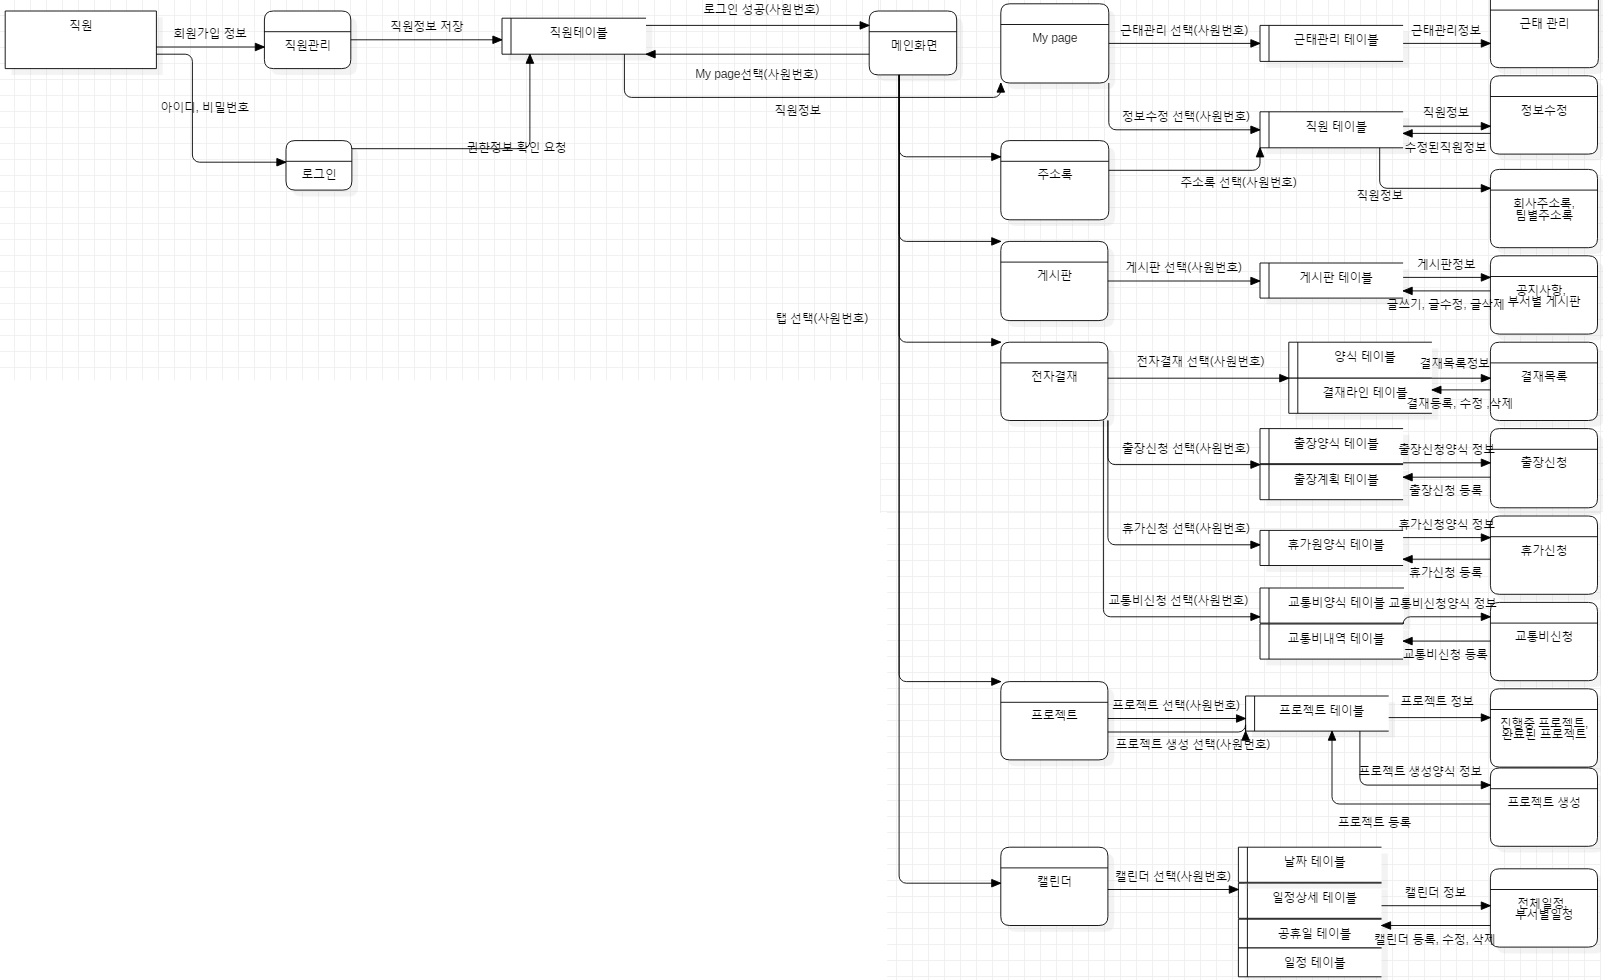 직원
회원가입 정보
직원관리
직원정보 저장
직원테이블
로그인 성공(사원번호)
메인화면
My page선택(사원번호)
직원정보
아이디, 비밀번호
로그인
권한정보 확인 요청
탭 선택(사원번호)
My page
근태관리 선택(사원번호)
근태관리 테이블
근태관리정보
근태 관리
정보수정 선택(사원번호)
직원 테이블
직원정보
수정된직원정보
정보수정
주소록
주소록 선택(사원번호)
직원정보
회사주소록,
팀별주소록
게시판
게시판 선택(사원번호)
게시판 테이블
게시판정보
글쓰기, 글수정, 글삭제
공지사항,
부서별 게시판
전자결재
전자결재 선택(사원번호)
양식 테이블
결재라인 테이블
결재목록정보
결재등록, 수정 ,삭제
결재목록
출장신청 선택(사원번호)
출장양식 테이블
출장계획 테이블
출장신청양식 정보
출장신청 등록
출장신청
휴가신청 선택(사원번호)
휴가원양식 테이블
휴가신청양식 정보
휴가신청 등록
휴가신청
교통비신청 선택(사원번호)
교통비양식 테이블
교통비내역 테이블
교통비신청양식 정보
교통비신청 등록
교통비신청
프로젝트
프로젝트 선택(사원번호)
프로젝트 생성 선택(사원번호)
프로젝트 테이블
프로젝트 정보
진행중 프로젝트,
완료된 프로젝트
프로젝트 생성양식 정보
프로젝트 생성
프로젝트 등록
캘린더
캘린더 선택(사원번호)
날짜 테이블
일정상세 테이블
공휴일 테이블
일정 테이블
캘린더 정보
캘린더 등록, 수정, 삭제
전체일정,
부서별일정